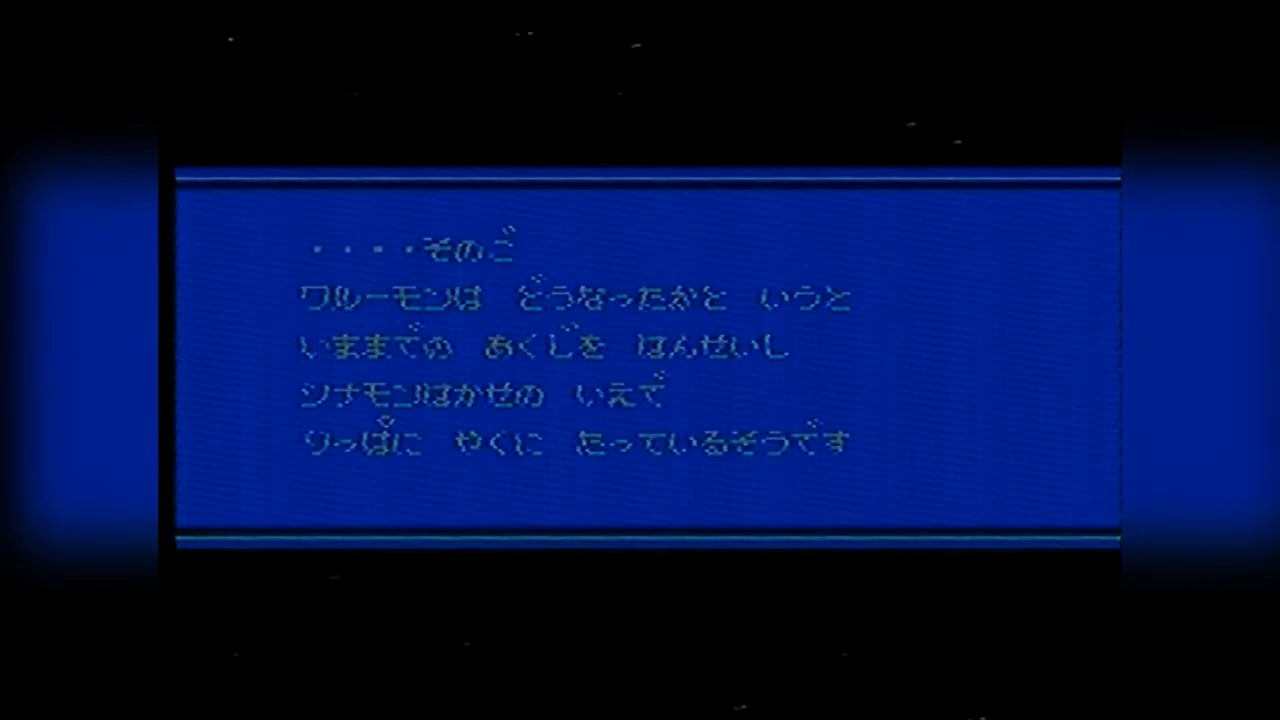 ・・・・そのご
ワルーモンは どうなったかと いうと
いままでの あくじを はんせいし
シナモンはかせの いえで
りっぱに やくに たっているそうです